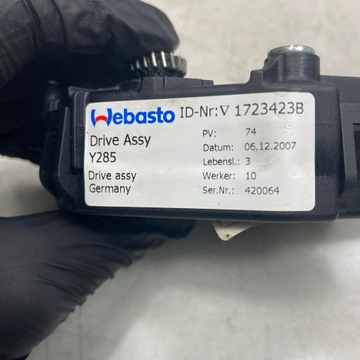 Webasto ID-Nr:∇ 1723423B
Drive Assy
Y285
Drive assy
Germany
PV: 74
Datum: 06.12.2007
Lebensl.: 3
Werker: 10
Ser.Nr.: 420064